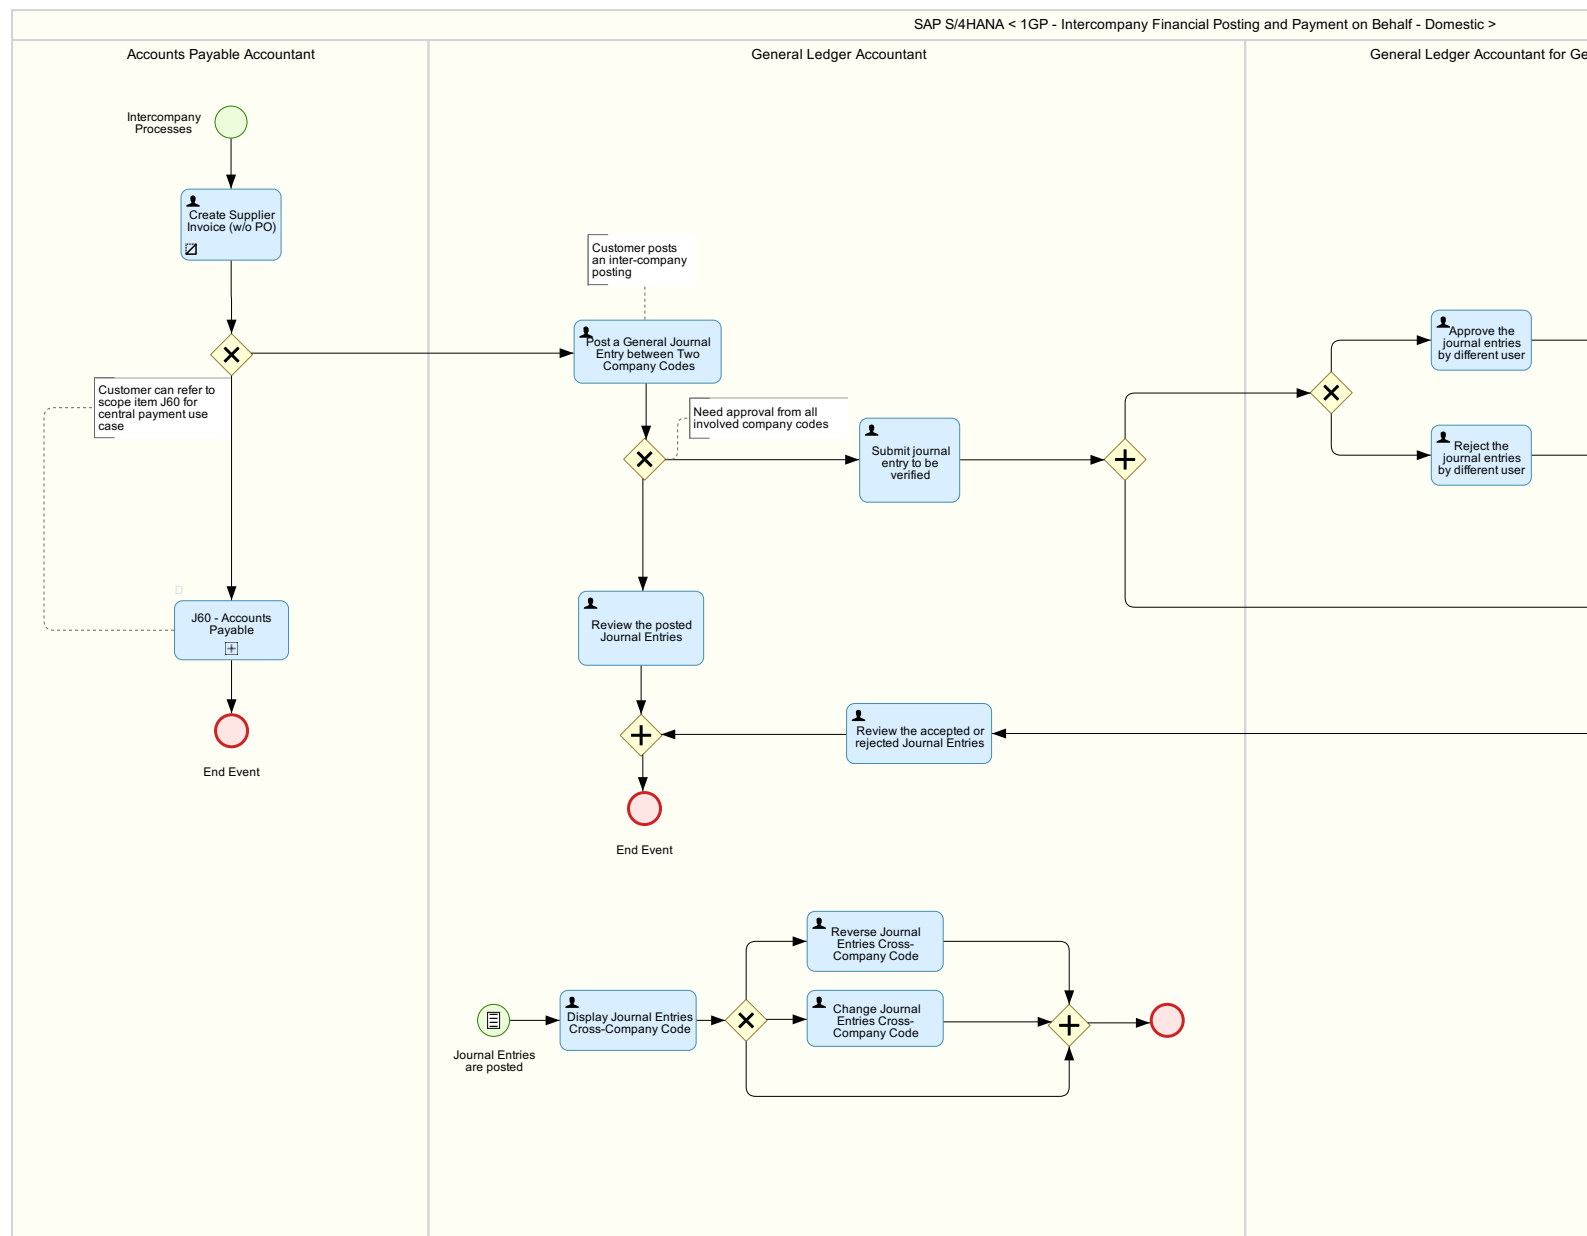 SAP S/4HANA < 1GP - Intercompany Financial Posting and Payment on Behalf - Domestic >
Accounts Payable Accountant
General Ledger Accountant
General Ledger Accountant for Ge
Intercompany
Processes
Create Supplier
Invoice (w/o PO)
Customer can refer to
scope item J60 for
central payment use
case
J60 - Accounts
Payable
End Event
Customer posts
an inter-company
posting
Post a General Journal
Entry between Two
Company Codes
Need approval from all
involved company codes
Submit journal
entry to be
verified
Approve the
journal entries
by different user
Reject the
journal entries
by different user
Review the posted
Journal Entries
Review the accepted or
rejected Journal Entries
End Event
Journal Entries
are posted
Display Journal Entries
Cross-Company Code
Reverse Journal
Entries Cross-
Company Code
Change Journal
Entries Cross-
Company Code